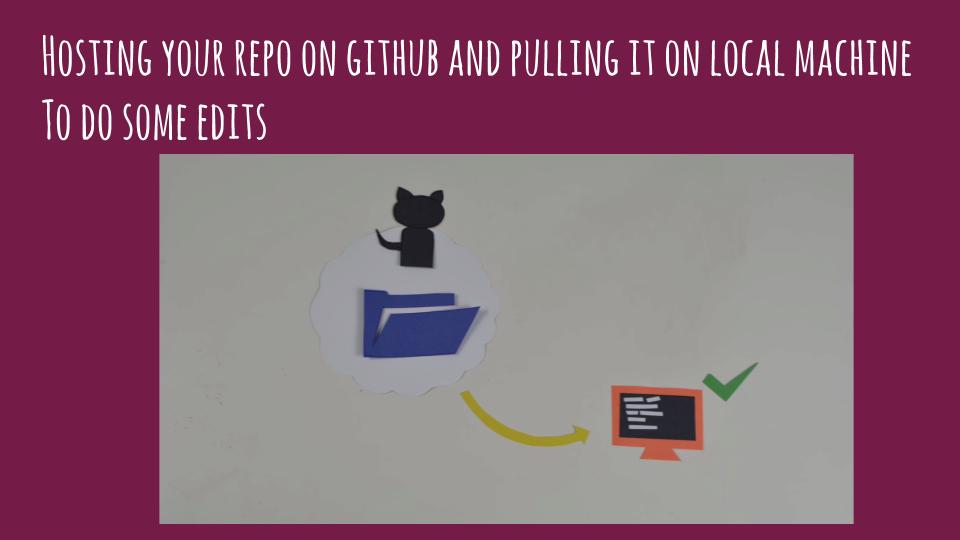 Hosting your repo on github and pulling it on local machine
To do some edits